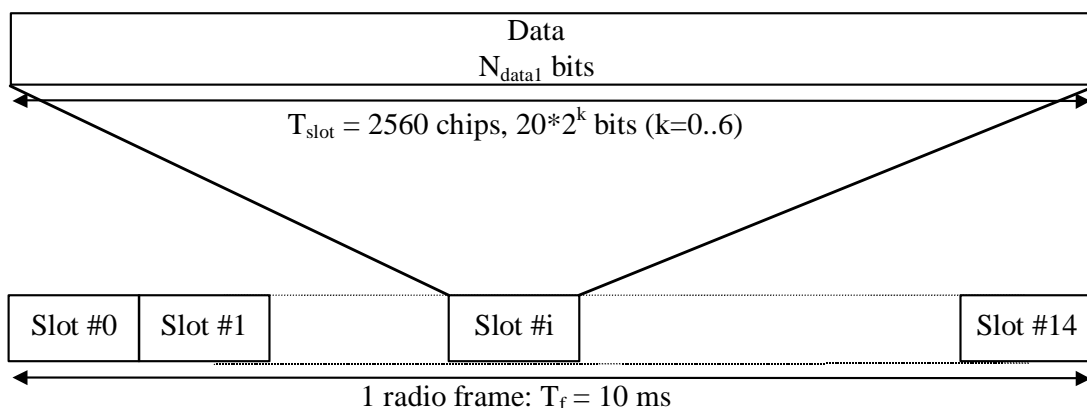 Data
N_data1 bits
T_slot = 2560 chips, 20*2^k bits (k=0..6)
Slot #0 Slot #1 Slot #i Slot #14
1 radio frame: T_f = 10 ms